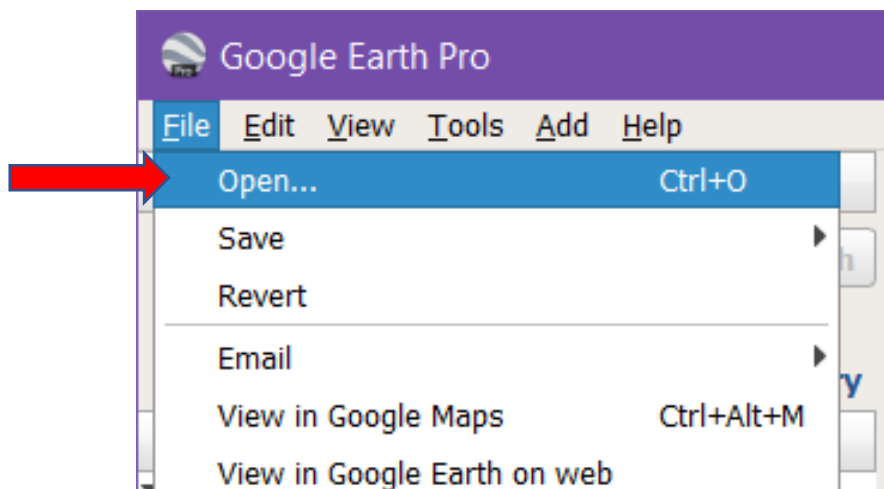 Google Earth Pro
File Edit View Tools Add Help
Open... Ctrl+O
Save
h
Revert
Email
ry
View in Google Maps Ctrl+Alt+M
View in Google Earth on web